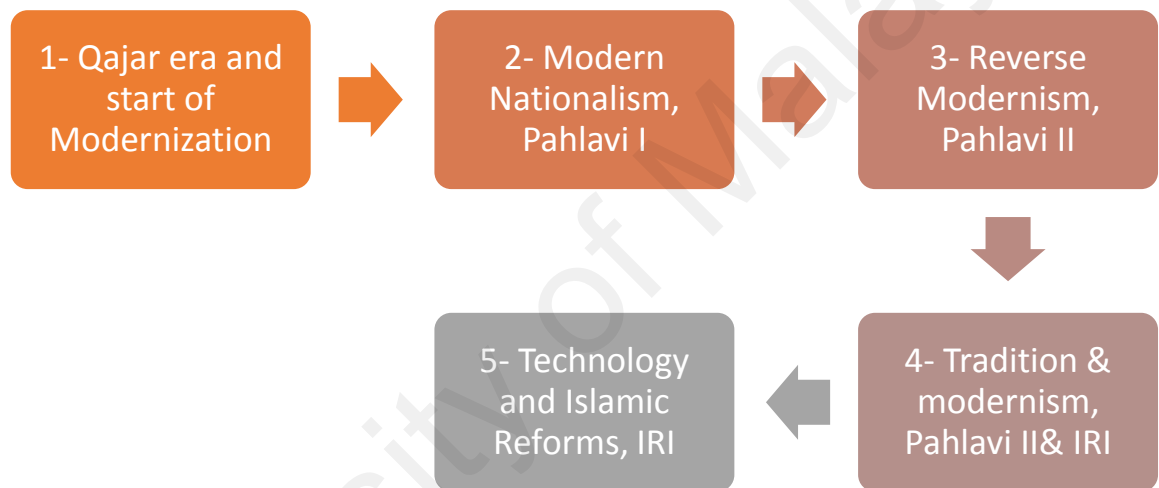 1- Qajar era and
start of
Modernization
2- Modern
Nationalism,
Pahlavi I
3- Reverse
Modernism,
Pahlavi II
4- Tradition &
modernism,
Pahlavi II& IRI
5- Technology
and Islamic
Reforms, IRI